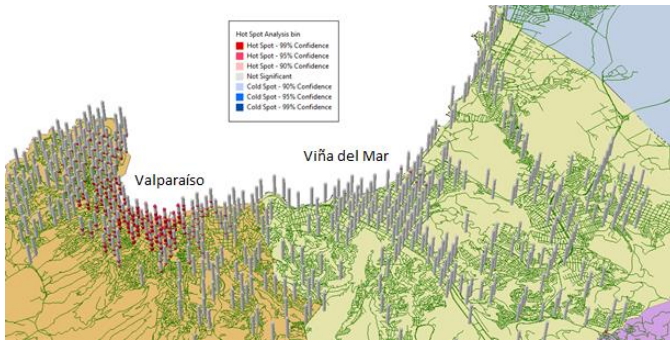 Hot Spot Analysis bin
Hot Spot - 99% Confidence
Hot Spot - 95% Confidence
Hot Spot - 90% Confidence
Not Significant
Cold Spot - 90% Confidence
Cold Spot - 95% Confidence
Cold Spot - 99% Confidence
Viña del Mar
Valparaíso